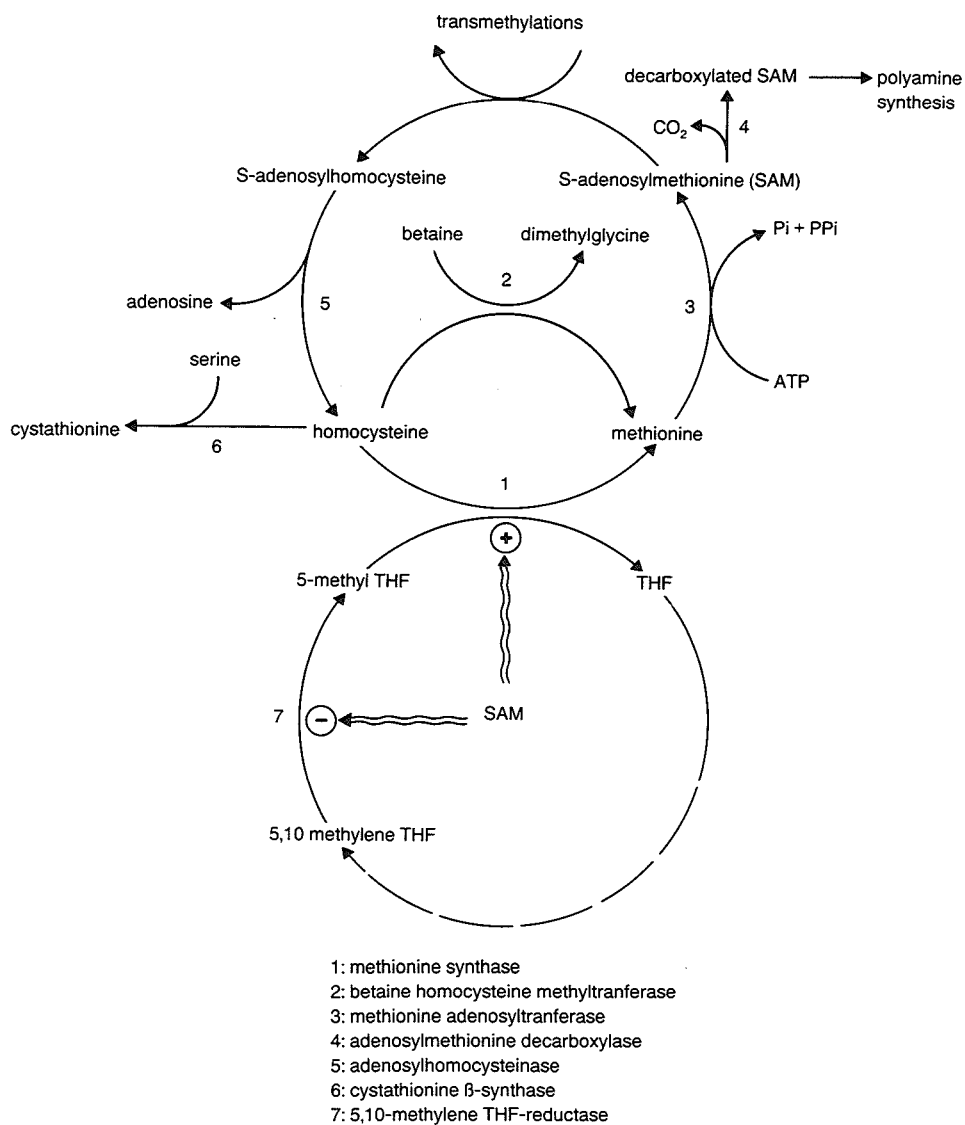 transmethylations
decarboxylated SAM
polyamine
synthesis
CO2
4
S-adenosylhomocysteine
S-adenosylmethionine (SAM)
betaine
dimethylglycine
Pi + PPi
2
adenosine
5
3
serine
ATP
cystathionine
6
homocysteine
methionine
1
+
5-methyl THF
THF
7
−
SAM
5,10 methylene THF
1: methionine synthase
2: betaine homocysteine methyltranferase
3: methionine adenosyltranferase
4: adenosylmethionine decarboxylase
5: adenosylhomocysteinase
6: cystathionine ß-synthase
7: 5,10-methylene THF-reductase